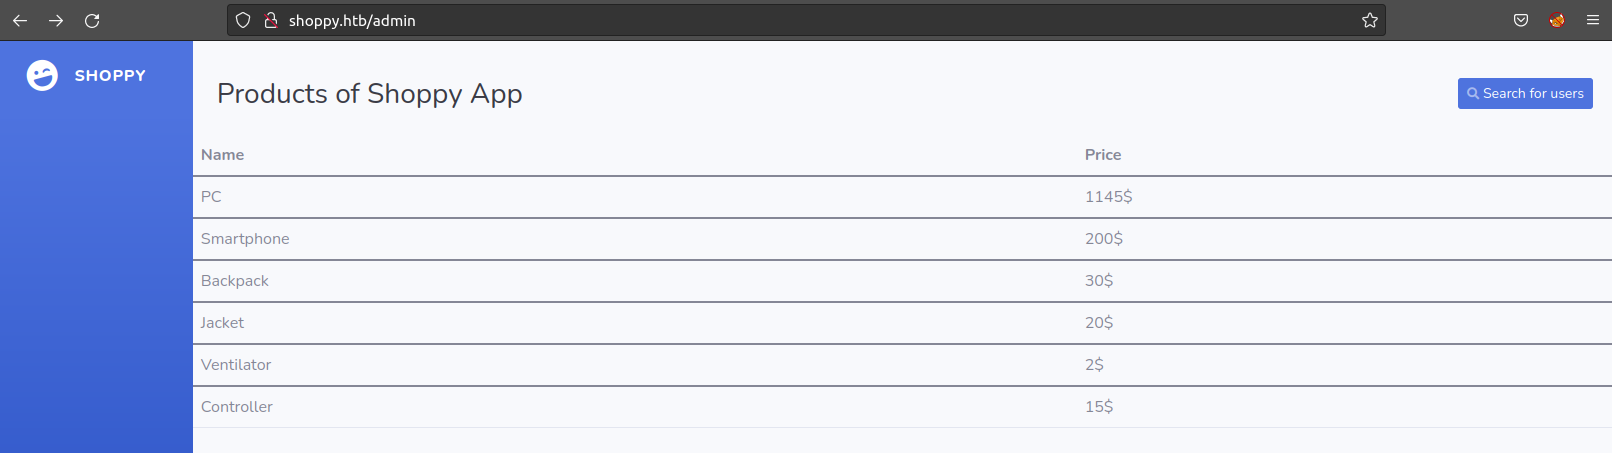 shoppy.htb/admin
SHOPPY
Products of Shoppy App
Search for users
Name Price
PC 1145$
Smartphone 200$
Backpack 30$
Jacket 20$
Ventilator 2$
Controller 15$